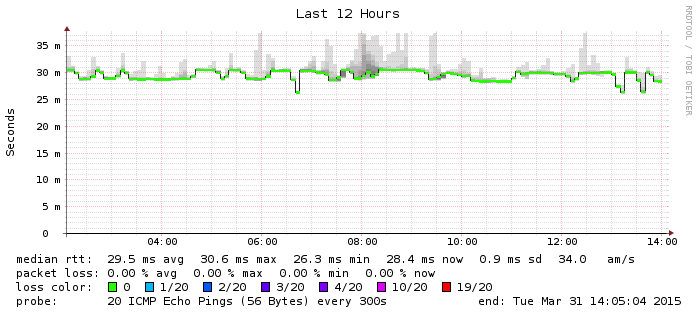 Last 12 Hours
RRDTOOL / TOBI OETIKER
Seconds
35 m
30 m
25 m
20 m
15 m
10 m
5 m
0
04:00 06:00 08:00 10:00 12:00 14:00
median rtt: 29.5 ms avg 30.6 ms max 26.3 ms min 28.4 ms now 0.9 ms sd 34.0 am/s
packet loss: 0.00 % avg 0.00 % max 0.00 % min 0.00 % now
loss color: 0 1/20 2/20 3/20 4/20 10/20 19/20
probe: 20 ICMP Echo Pings (56 Bytes) every 300s end: Tue Mar 31 14:05:04 2015